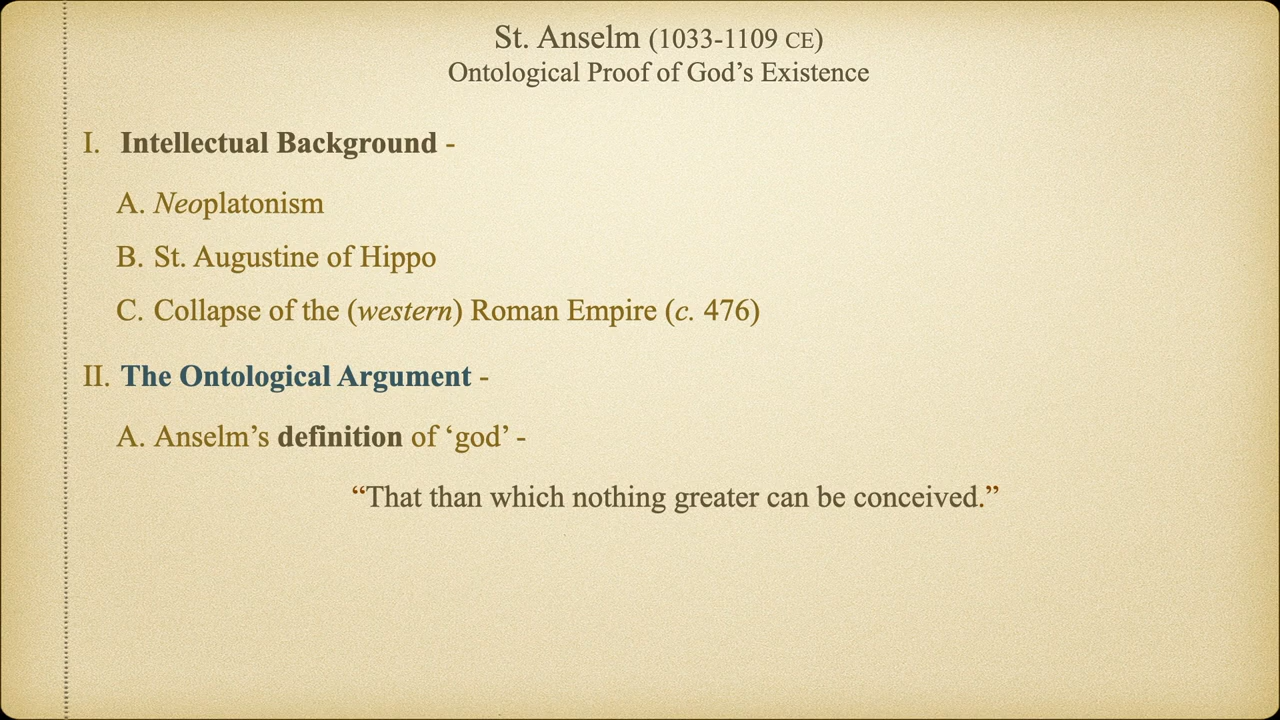 St. Anselm (1033-1109 CE)
Ontological Proof of God’s Existence
I. Intellectual Background -
A. Neoplatonism
B. St. Augustine of Hippo
C. Collapse of the (western) Roman Empire (c. 476)
II. The Ontological Argument -
A. Anselm’s definition of ‘god’ -
“That than which nothing greater can be conceived.”